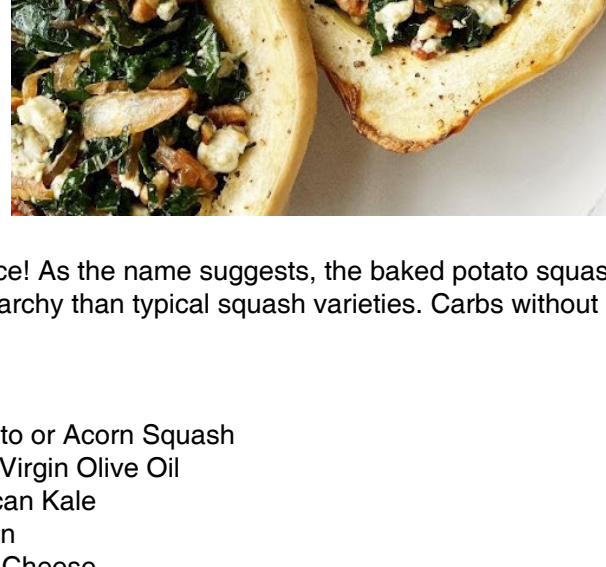 ce! As the name suggests, the baked potato squas
archy than typical squash varieties. Carbs without
to or Acorn Squash
Virgin Olive Oil
can Kale
n
Cheese